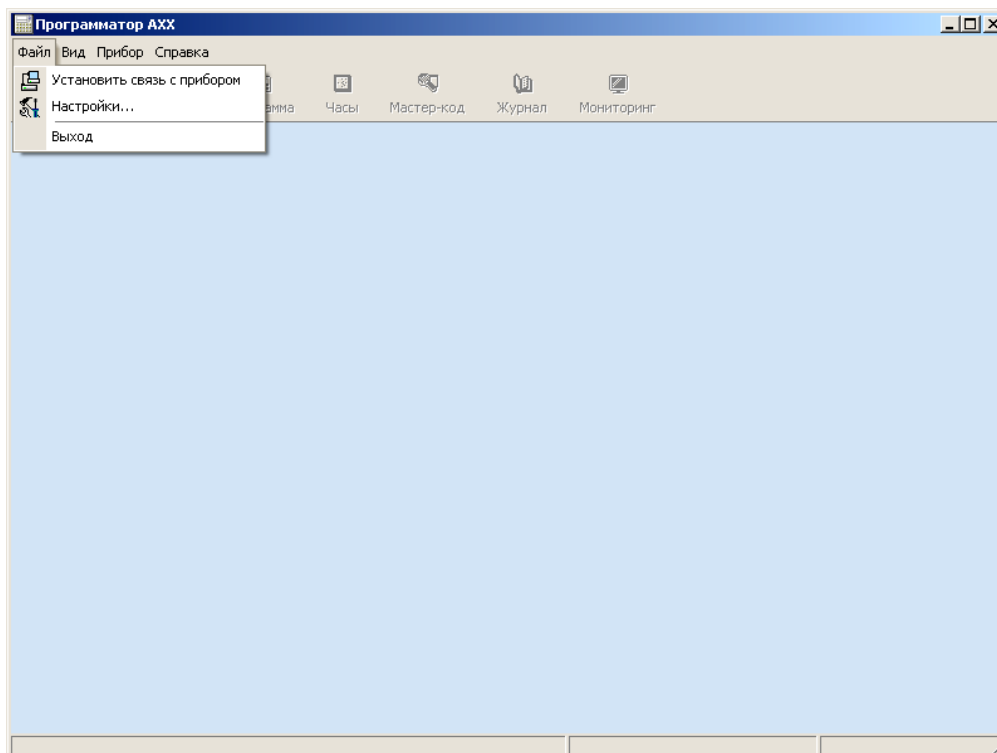 Программатор АХХ
Файл Вид Прибор Справка
Установить связь с прибором
Настройки...
Выход
Часы Мастер-код Журнал Мониторинг